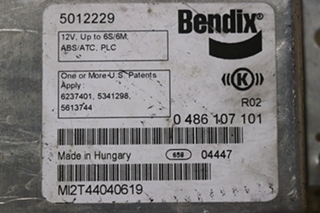 5012229
Bendix
12V, Up to 6S/6M,
ABS/ATC, PLC
One or More U.S. Patents
Apply:
6237401, 5341298,
5613744
K
R02
0 486 107 101
Made in Hungary
658
04447
MI2T44040619